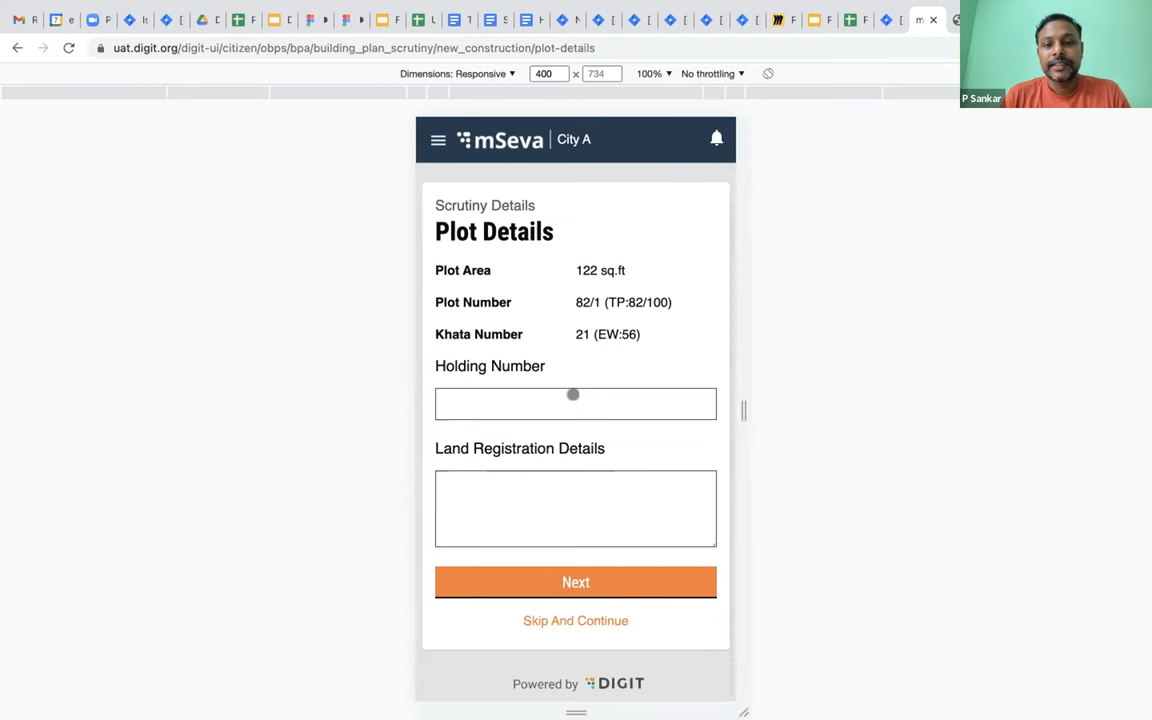 uat.digit.org/digit-ui/citizen/obps/bpa/building_plan_scrutiny/new_construction/plot-details
Dimensions: Responsive 400 × 734 100% No throttling
P Sankar
mSeva City A
Scrutiny Details
Plot Details
Plot Area 122 sq.ft
Plot Number 82/1 (TP:82/100)
Khata Number 21 (EW:56)
Holding Number
Land Registration Details
Next
Skip And Continue
Powered by DIGIT